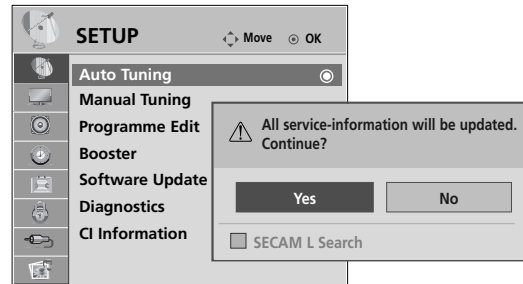 SETUP
Move OK
Auto Tuning
Manual Tuning
Programme Edit
Booster
Software Update
Diagnostics
CI Information
All service-information will be updated.
Continue?
Yes No
SECAM L Search